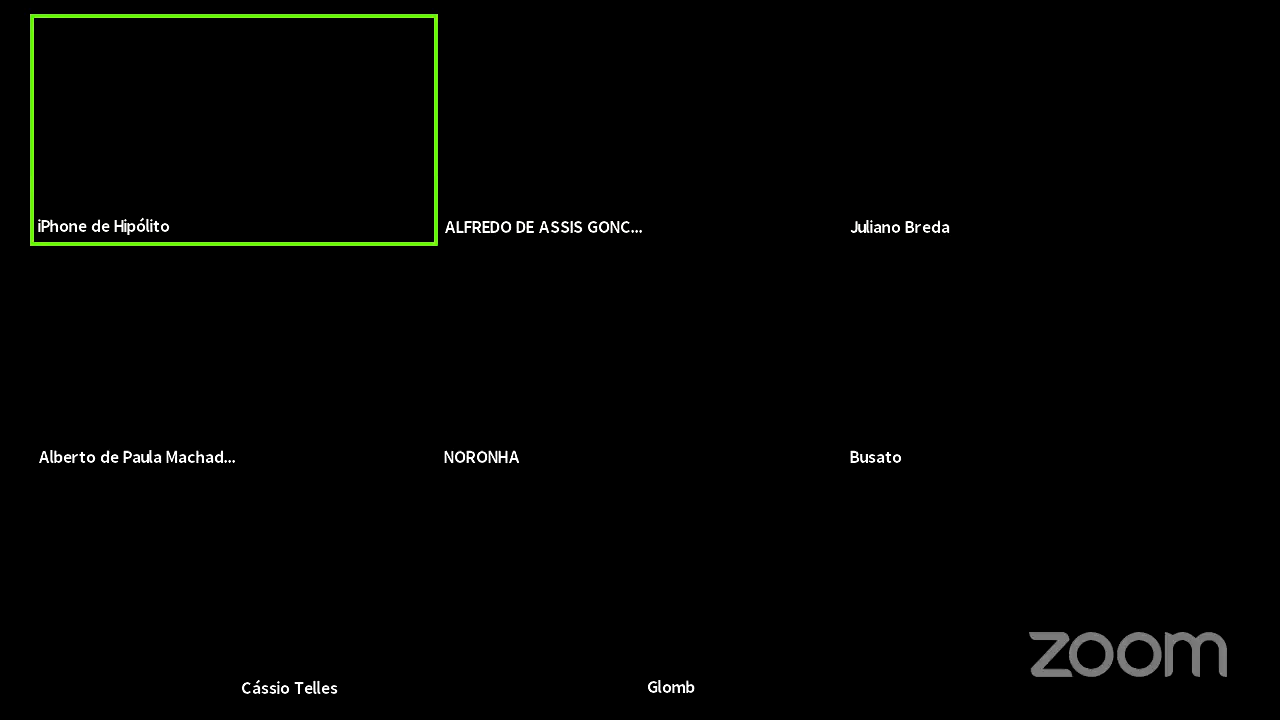 iPhone de Hipólito
ALFREDO DE ASSIS GONC...
Juliano Breda
Alberto de Paula Machad...
NORONHA
Busato
Cássio Telles
Glomb
zoom